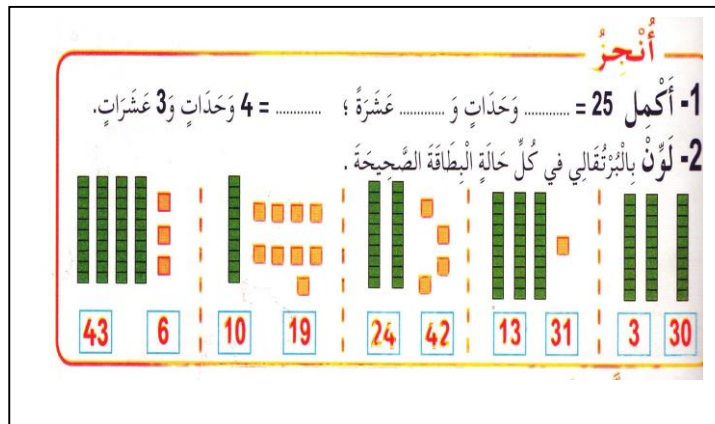 أُنْجِزُ
1- أَكْمِل 25 = ............ وَحَدَاتٍ وَ ............ عَشَرَةً ؛ ............ = 4 وَحَدَاتٍ وَ3 عَشَرَاتٍ.
2- لَوِّنْ بِالْبُرْتُقَالِي في كُلِّ حَالَةٍ الْبِطَاقَةَ الصَّحِيحَةَ .
30 3 31 13 42 24 19 10 6 43